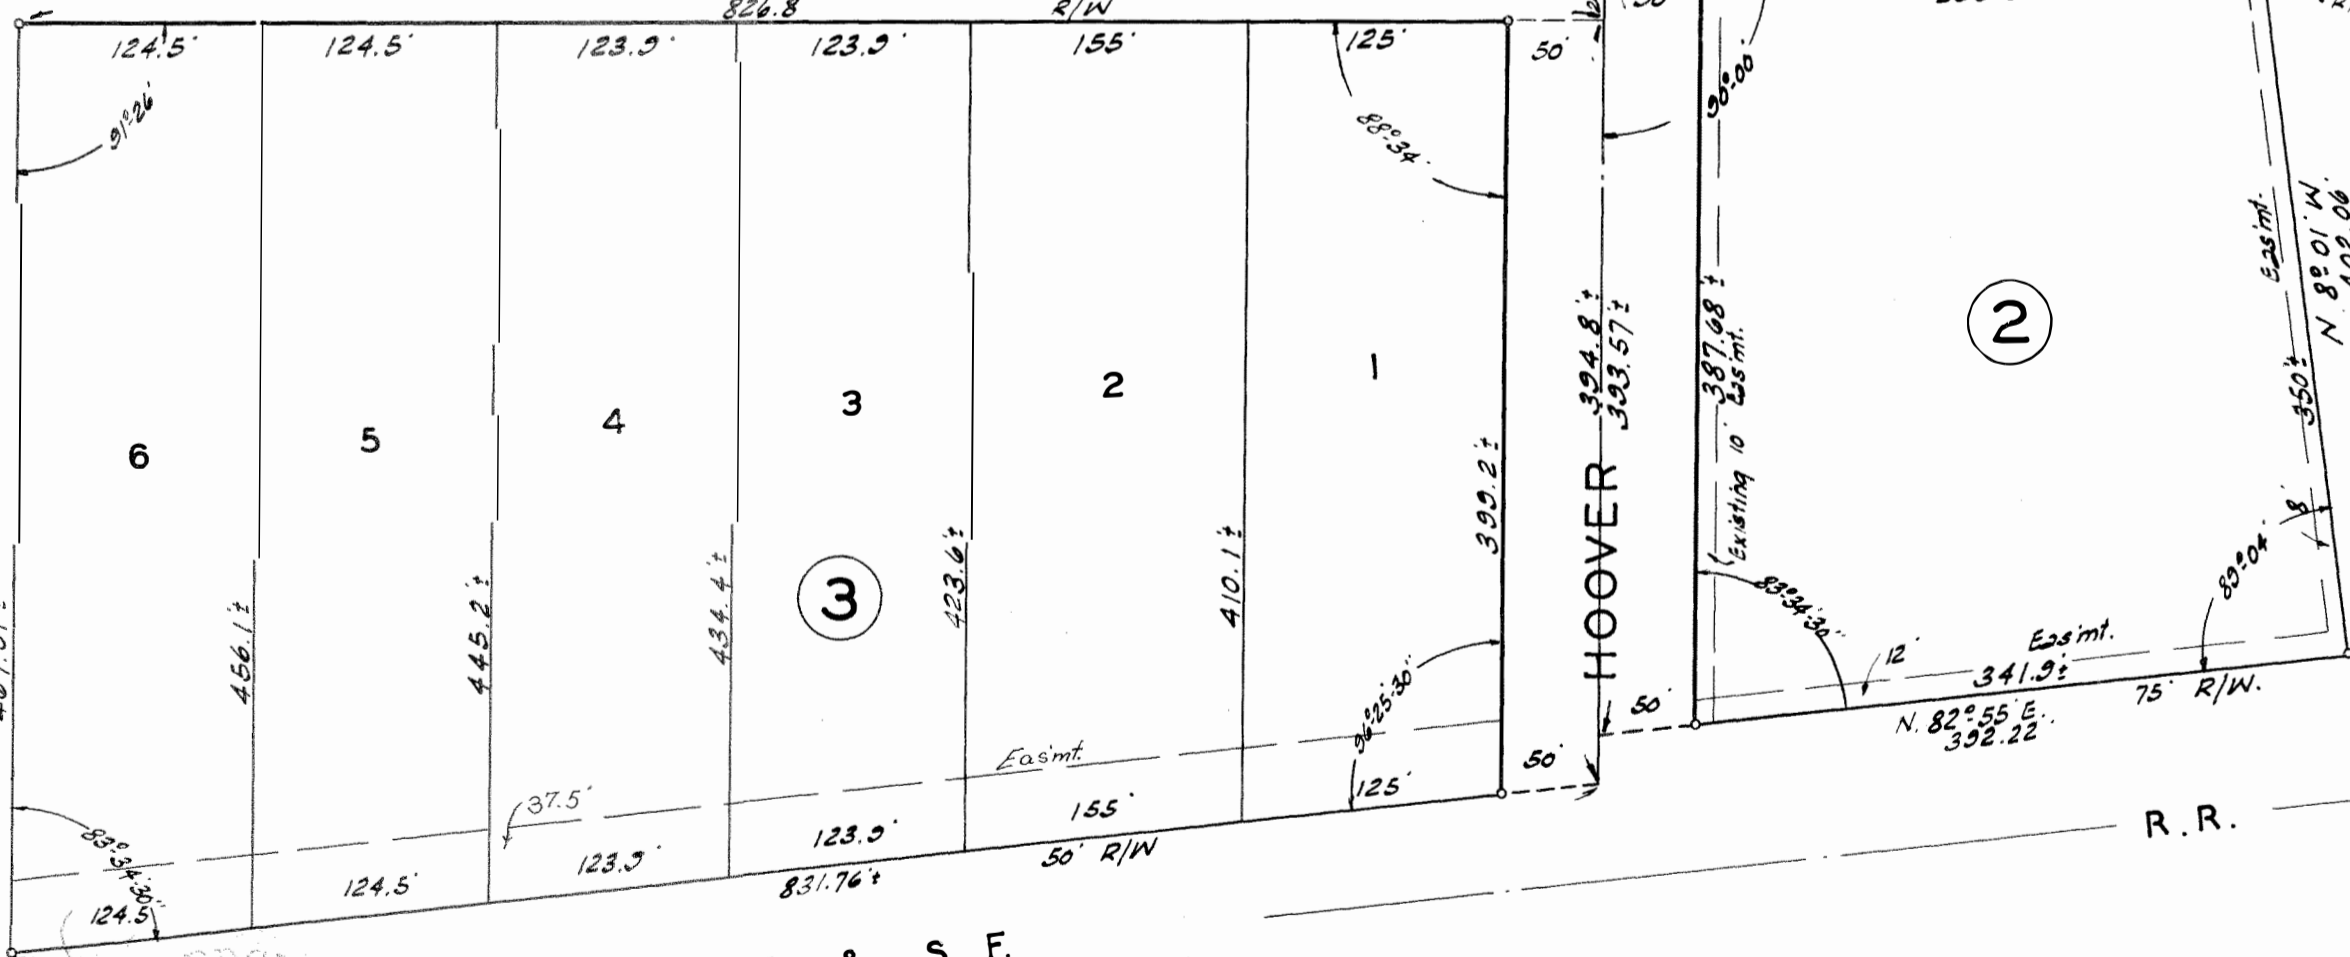 826.8 R/W
124.5' 124.5' 123.9' 123.9' 155' 125' 50'
91°-26'
88°-34'
90°-00'
6 5 4 3 2 1
456.1'± 445.2'± 434.4'± 423.6'± 410.1'± 399.2'±
3
HOOVER
394.8'±
393.57'±
387.68'±
Existing 10' Eas'mt.
2
Eas'mt.
N. 8°01' W.
350'±
8'
89°-04'
83°-34'-30"
12'
Eas'mt.
341.9±
75' R/W.
N. 82°55' E.
392.22
50'
50'
96°-25'-30"
Eas'mt.
37.5'
83°-34'-30"
124.5 124.5' 123.9' 123.9' 155' 125'
50' R/W
831.76'±
R.R.
& S. F.